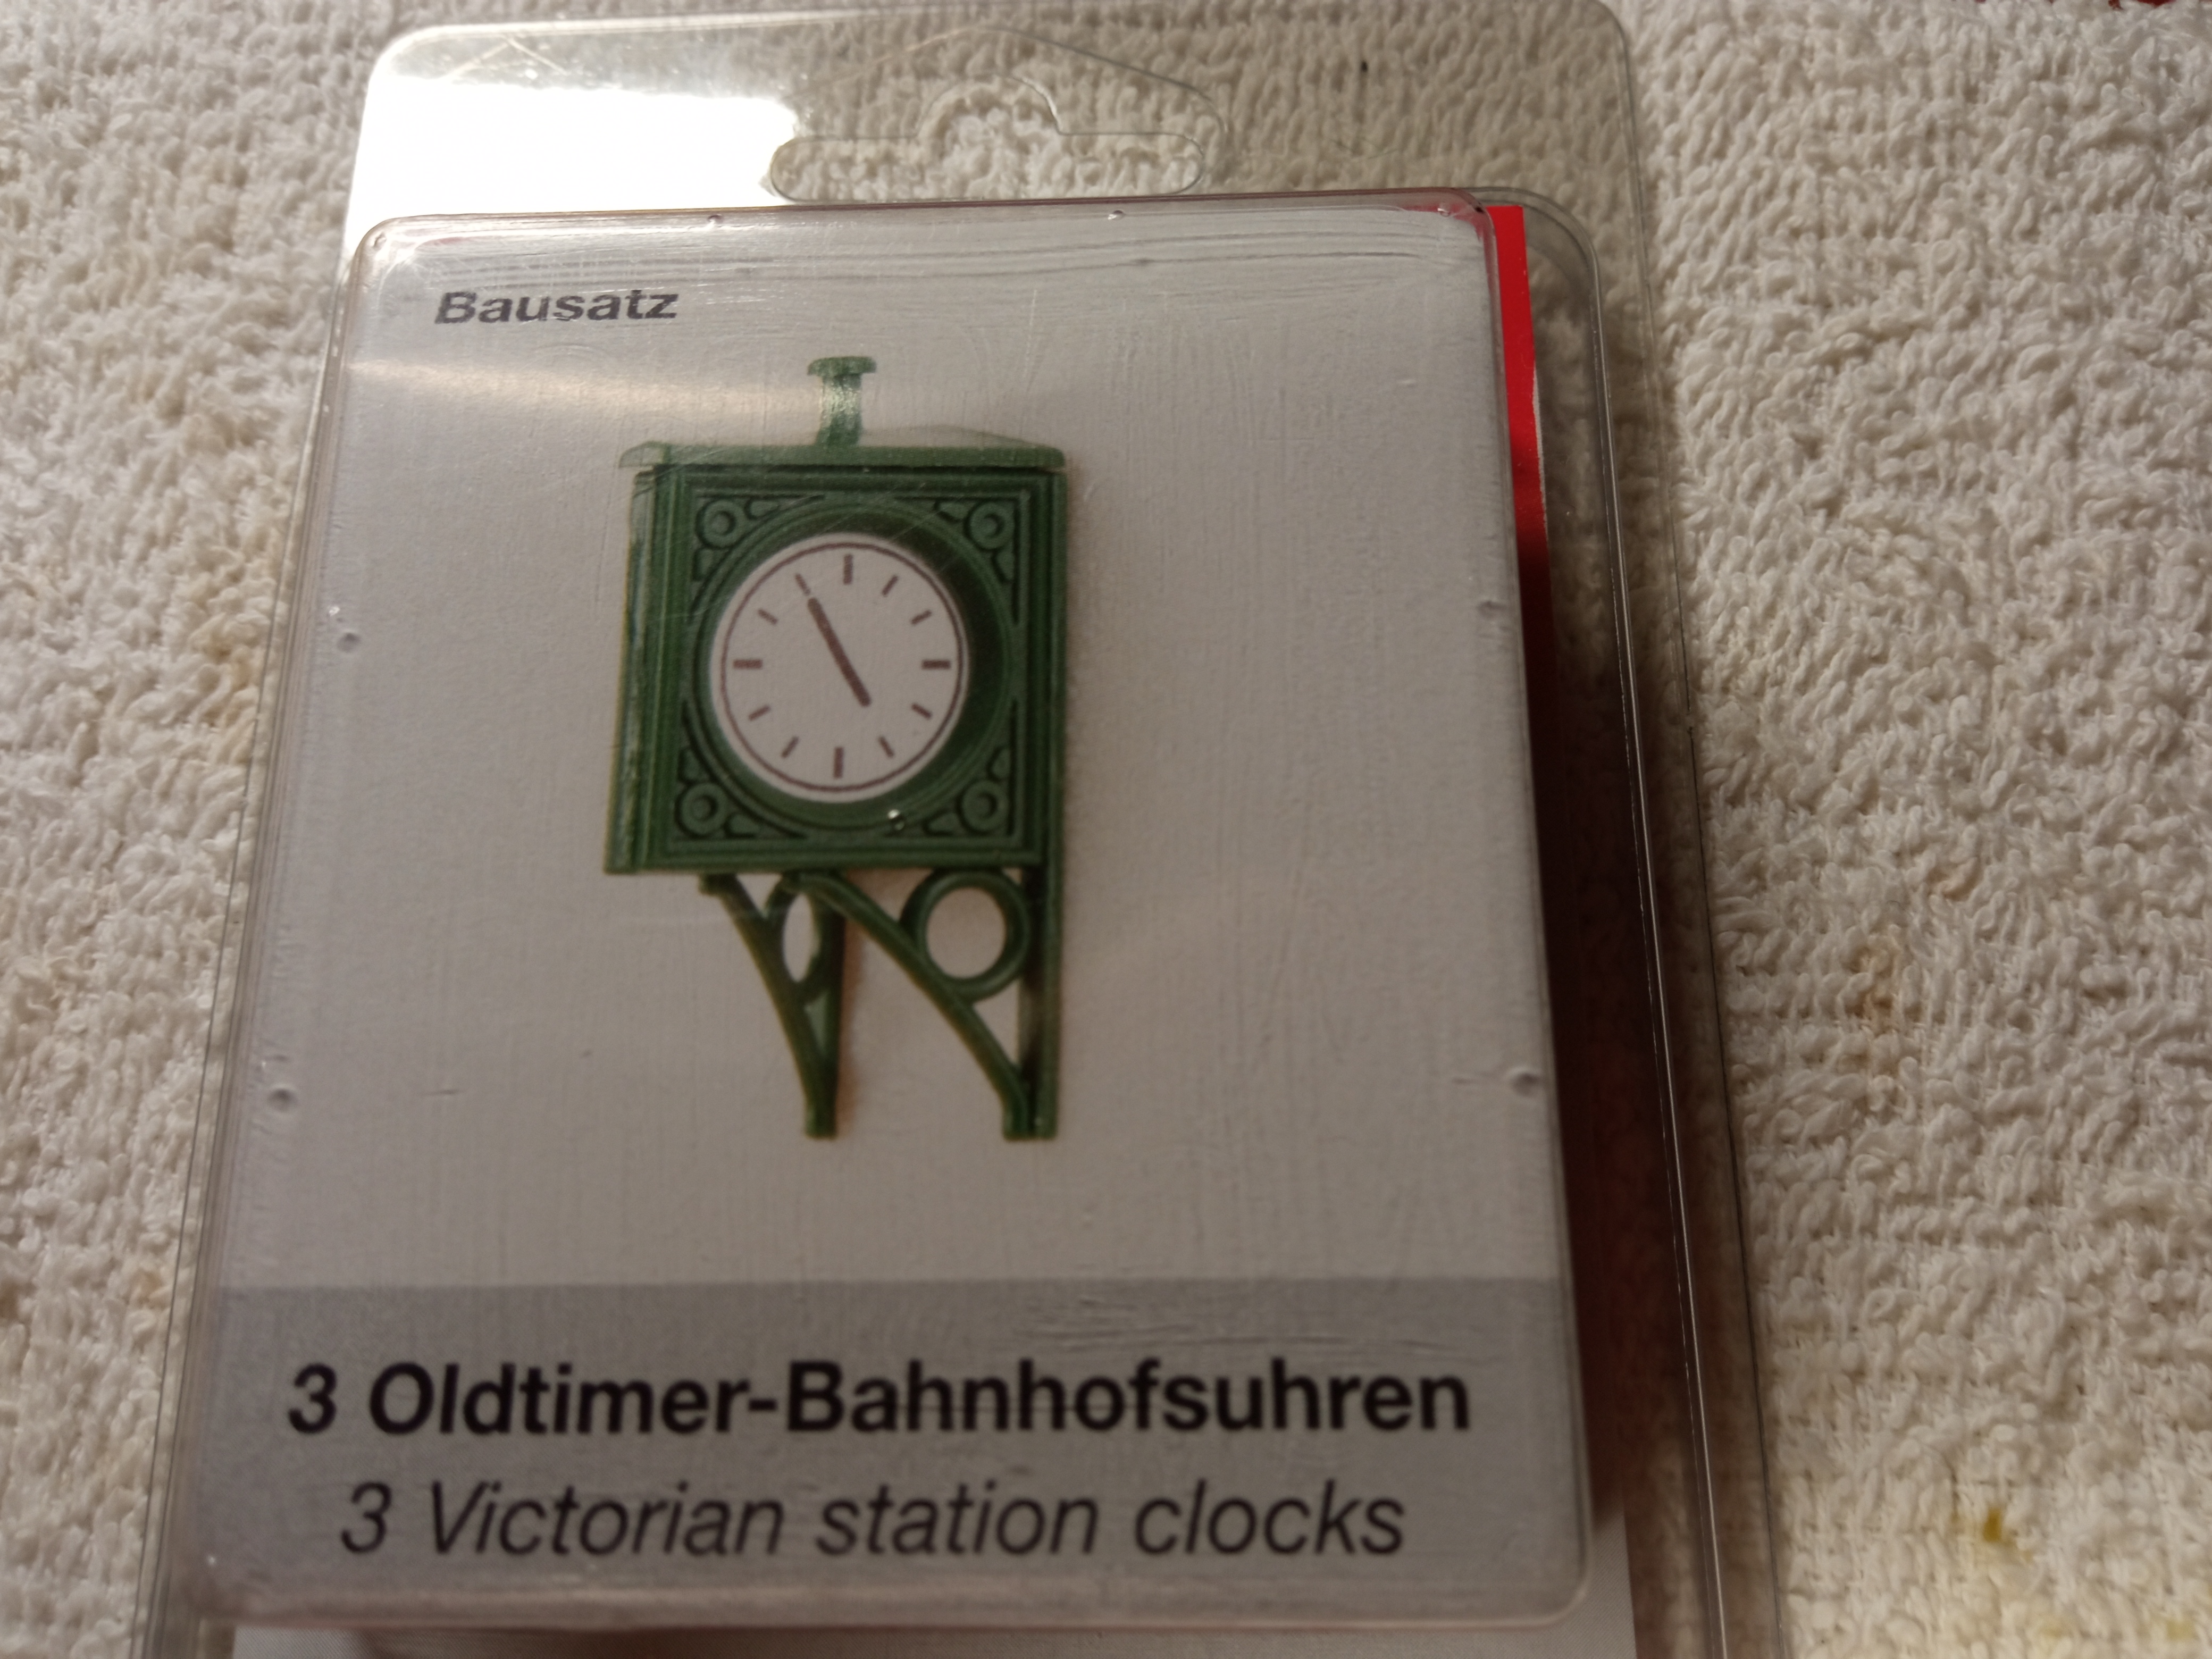 Bausatz
3 Oldtimer-Bahnhofsuhren
3 Victorian station clocks